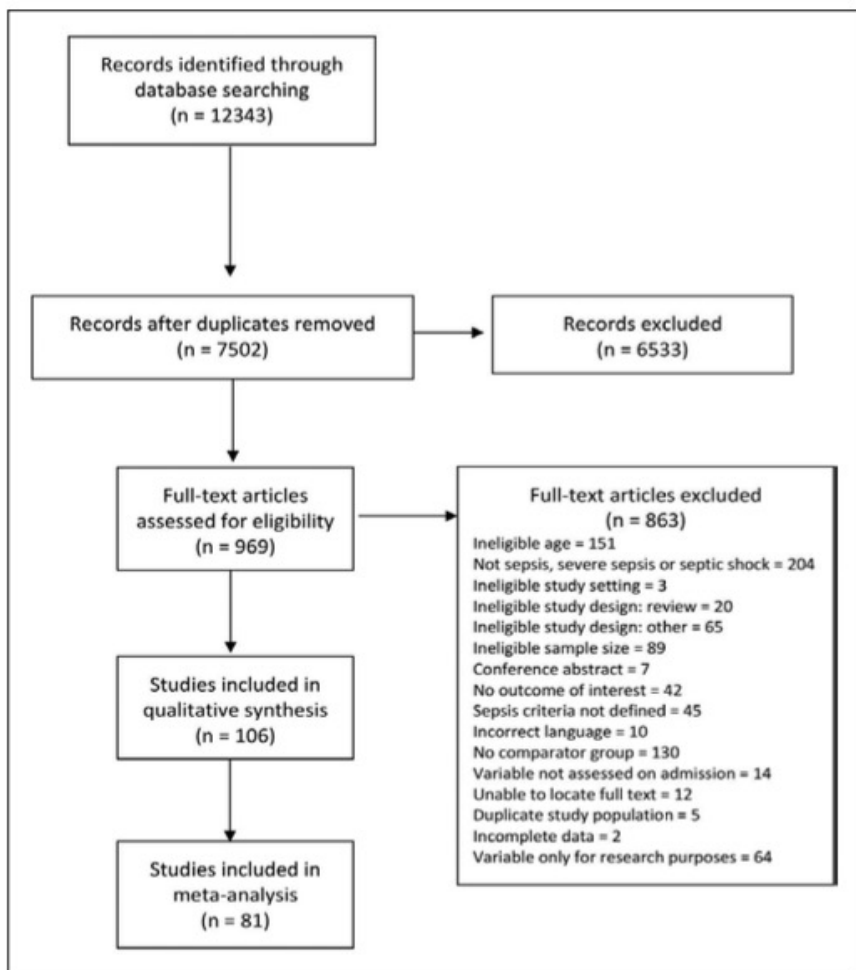 Records identified through
database searching
(n = 12343)
Records after duplicates removed
(n = 7502)
Records excluded
(n = 6533)
Full-text articles
assessed for eligibility
(n = 969)
Full-text articles excluded
(n = 863)
Ineligible age = 151
Not sepsis, severe sepsis or septic shock = 204
Ineligible study setting = 3
Ineligible study design: review = 20
Ineligible study design: other = 65
Ineligible sample size = 89
Conference abstract = 7
No outcome of interest = 42
Sepsis criteria not defined = 45
Incorrect language = 10
No comparator group = 130
Variable not assessed on admission = 14
Unable to locate full text = 12
Duplicate study population = 5
Incomplete data = 2
Variable only for research purposes = 64
Studies included in
qualitative synthesis
(n = 106)
Studies included in
meta-analysis
(n = 81)